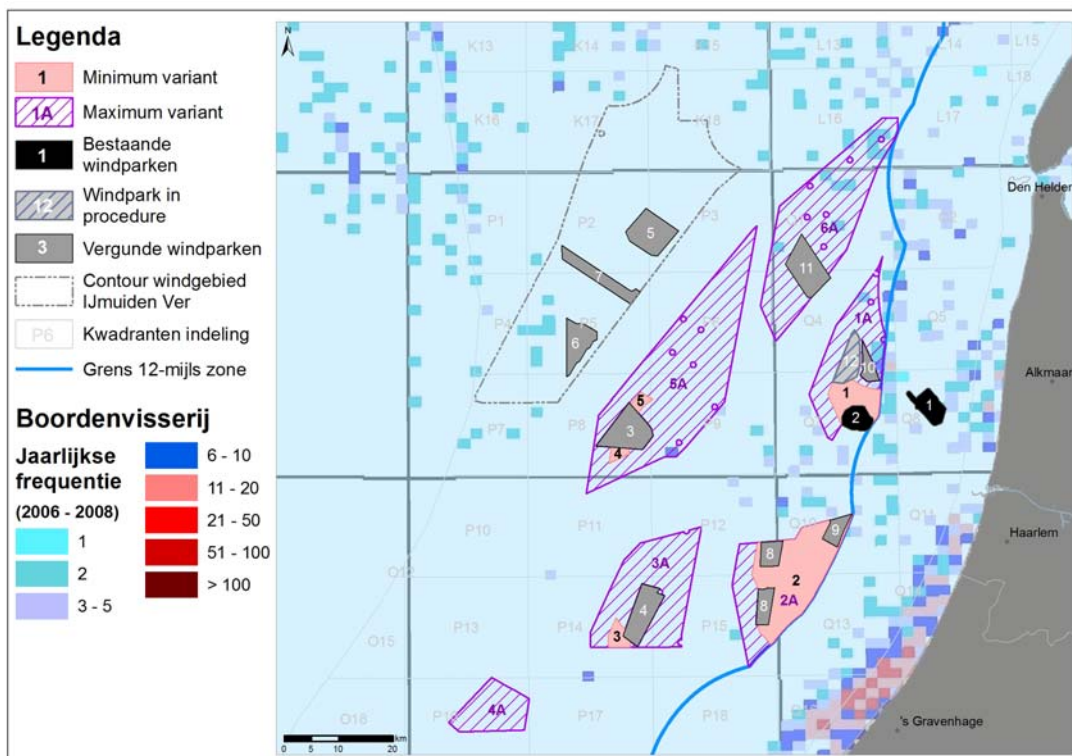 Legenda
1 Minimum variant
1A Maximum variant
1 Bestaande
windparken
12 Windpark in
procedure
3 Vergunde windparken
Contour windgebied
IJmuiden Ver
P6 Kwadranten indeling
Grens 12-mijls zone
Boordenvisserij
Jaarlijkse
frequentie
(2006 - 2008)
1
2
3 - 5
6 - 10
11 - 20
21 - 50
51 - 100
> 100
N
K13 K14 L13 L14 L15
L18
K16 K17 K18 L16 L17
Den Helder
P1 P2 P3
5 6A
7 11
P4 P5 Q4 Q5
1A
6 12 10
5A Alkmaar
5 1 1
P8 3 P9 2
4
P10 P11 P12 Q10 Q11
9 Haarlem
O12 8
3A 2
4 8 2A
O15 P13 P14 P15 Q13
3
4A
O18 P17 P18
's Gravenhage
km
0 5 10 20